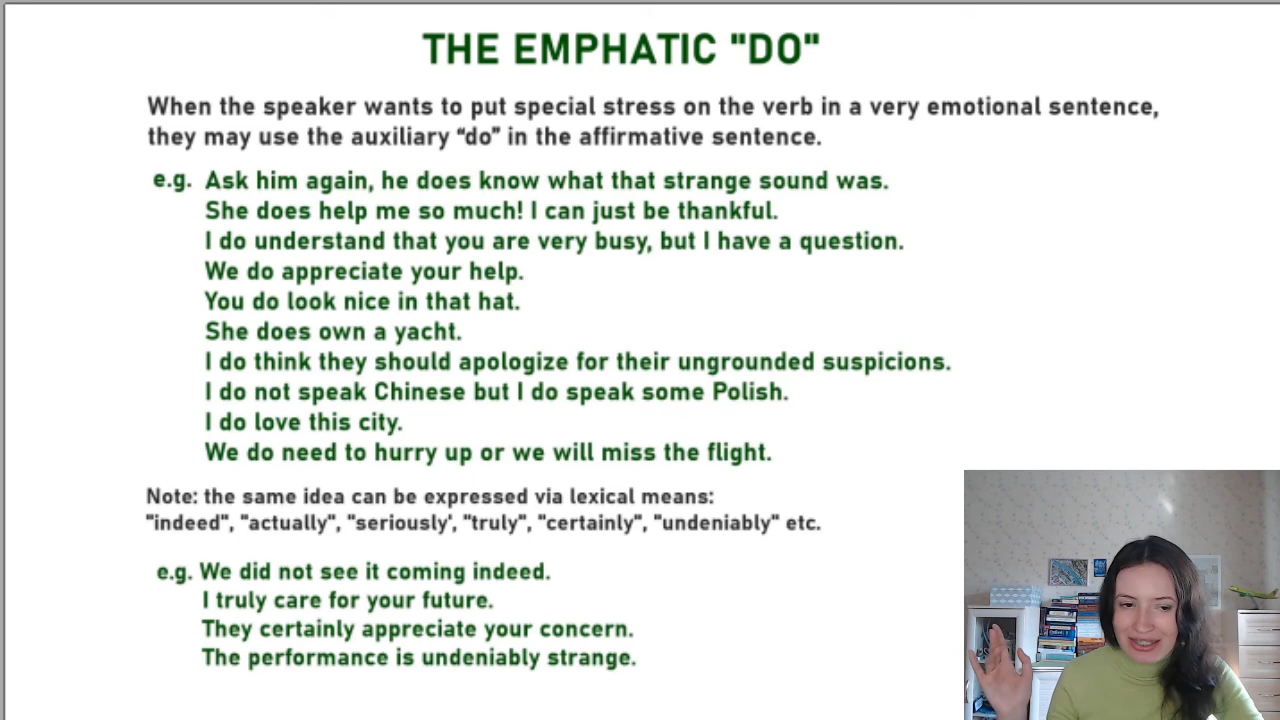 THE EMPHATIC "DO"
When the speaker wants to put special stress on the verb in a very emotional sentence,
they may use the auxiliary “do” in the affirmative sentence.
e.g. Ask him again, he does know what that strange sound was.
She does help me so much! I can just be thankful.
I do understand that you are very busy, but I have a question.
We do appreciate your help.
You do look nice in that hat.
She does own a yacht.
I do think they should apologize for their ungrounded suspicions.
I do not speak Chinese but I do speak some Polish.
I do love this city.
We do need to hurry up or we will miss the flight.
Note: the same idea can be expressed via lexical means:
"indeed", "actually", "seriously', "truly", "certainly", "undeniably" etc.
e.g. We did not see it coming indeed.
I truly care for your future.
They certainly appreciate your concern.
The performance is undeniably strange.